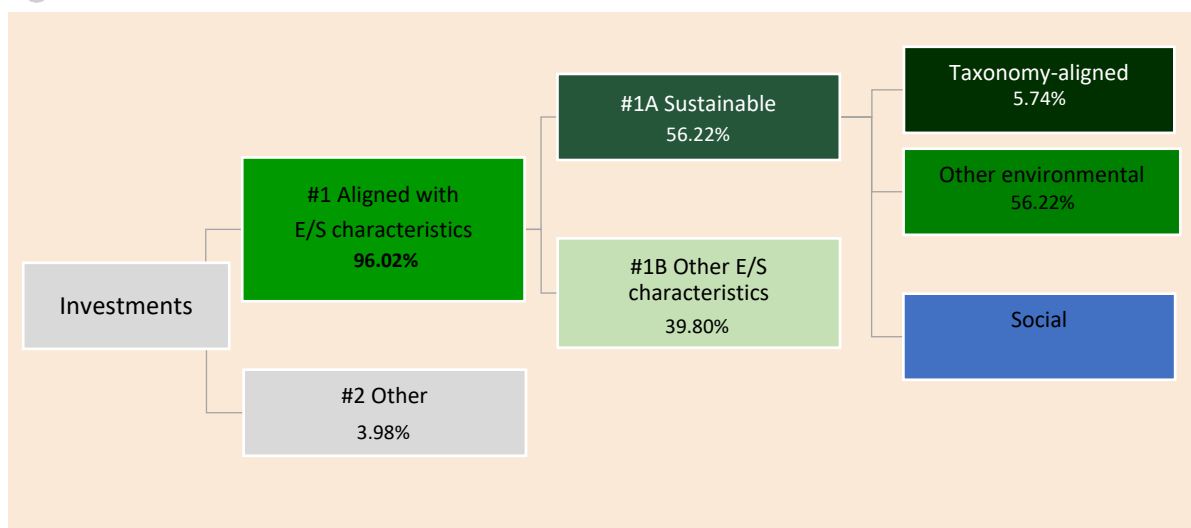 Investments
#1 Aligned with
E/S characteristics
96.02%
#2 Other
3.98%
#1A Sustainable
56.22%
#1B Other E/S
characteristics
39.80%
Taxonomy-aligned
5.74%
Other environmental
56.22%
Social